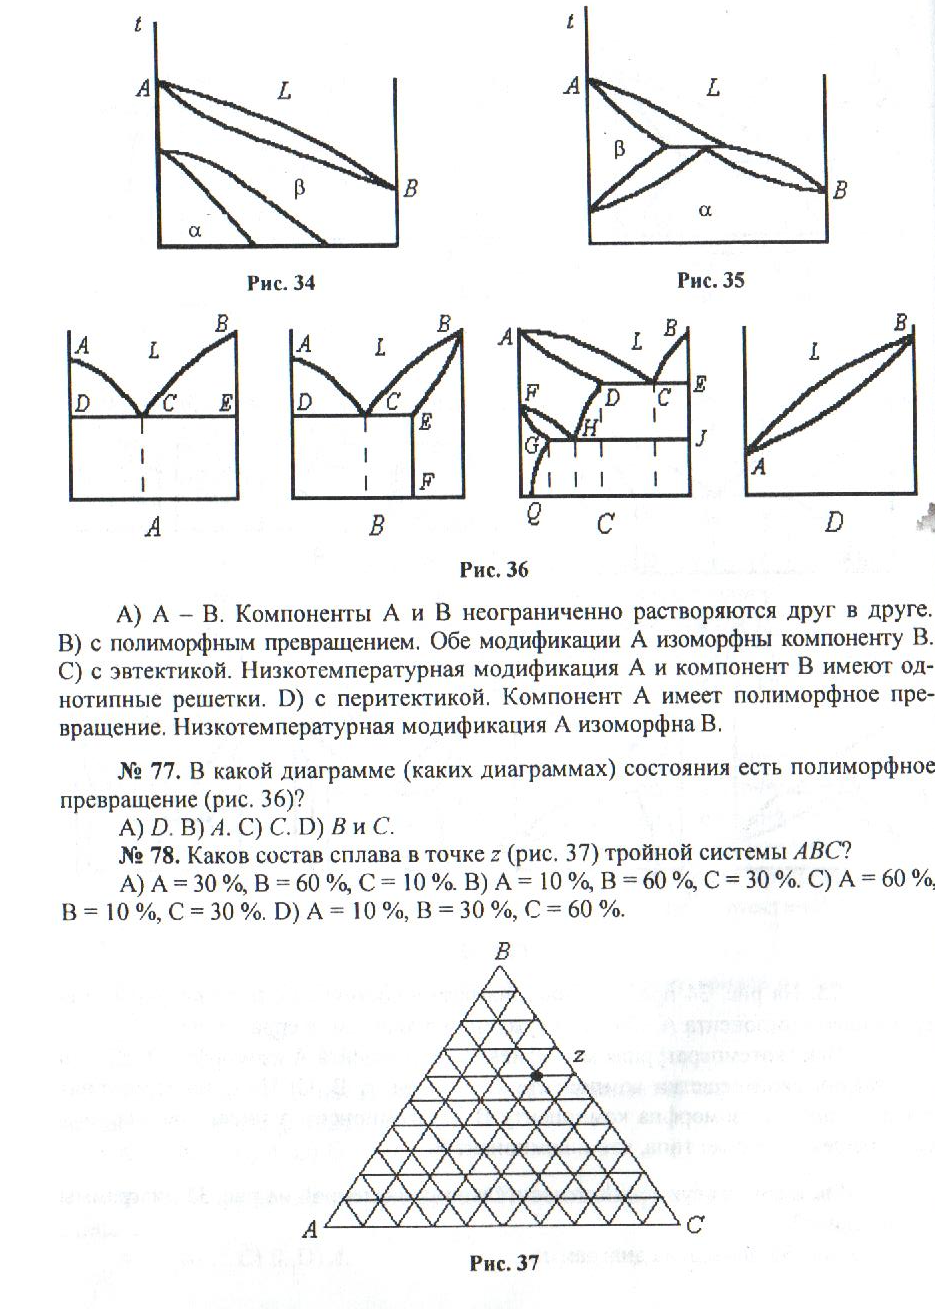 t
A
L
β
B
α
Рис. 34
t
A
L
β
B
α
Рис. 35
A
B
L
D
C
E
A
A
B
L
D
C
E
F
B
A
B
L
F
D
C
E
G
H
J
Q
C
B
L
A
D
Рис. 36
А) А – В. Компоненты А и В неограниченно растворяются друг в друге.
В) с полиморфным превращением. Обе модификации А изоморфны компоненту В.
С) с эвтектикой. Низкотемпературная модификация А и компонент В имеют од-
нотипные решетки. D) с перитектикой. Компонент А имеет полиморфное пре-
вращение. Низкотемпературная модификация А изоморфна В.
№ 77. В какой диаграмме (каких диаграммах) состояния есть полиморфное
превращение (рис. 36)?
А) D. В) A. С) C. D) B и C.
№ 78. Каков состав сплава в точке z (рис. 37) тройной системы ABC?
А) А = 30 %, В = 60 %, С = 10 %. В) А = 10 %, В = 60 %, С = 30 %. С) А = 60 %,
В = 10 %, С = 30 %. D) А = 10 %, В = 30 %, С = 60 %.
B
z
A
C
Рис. 37